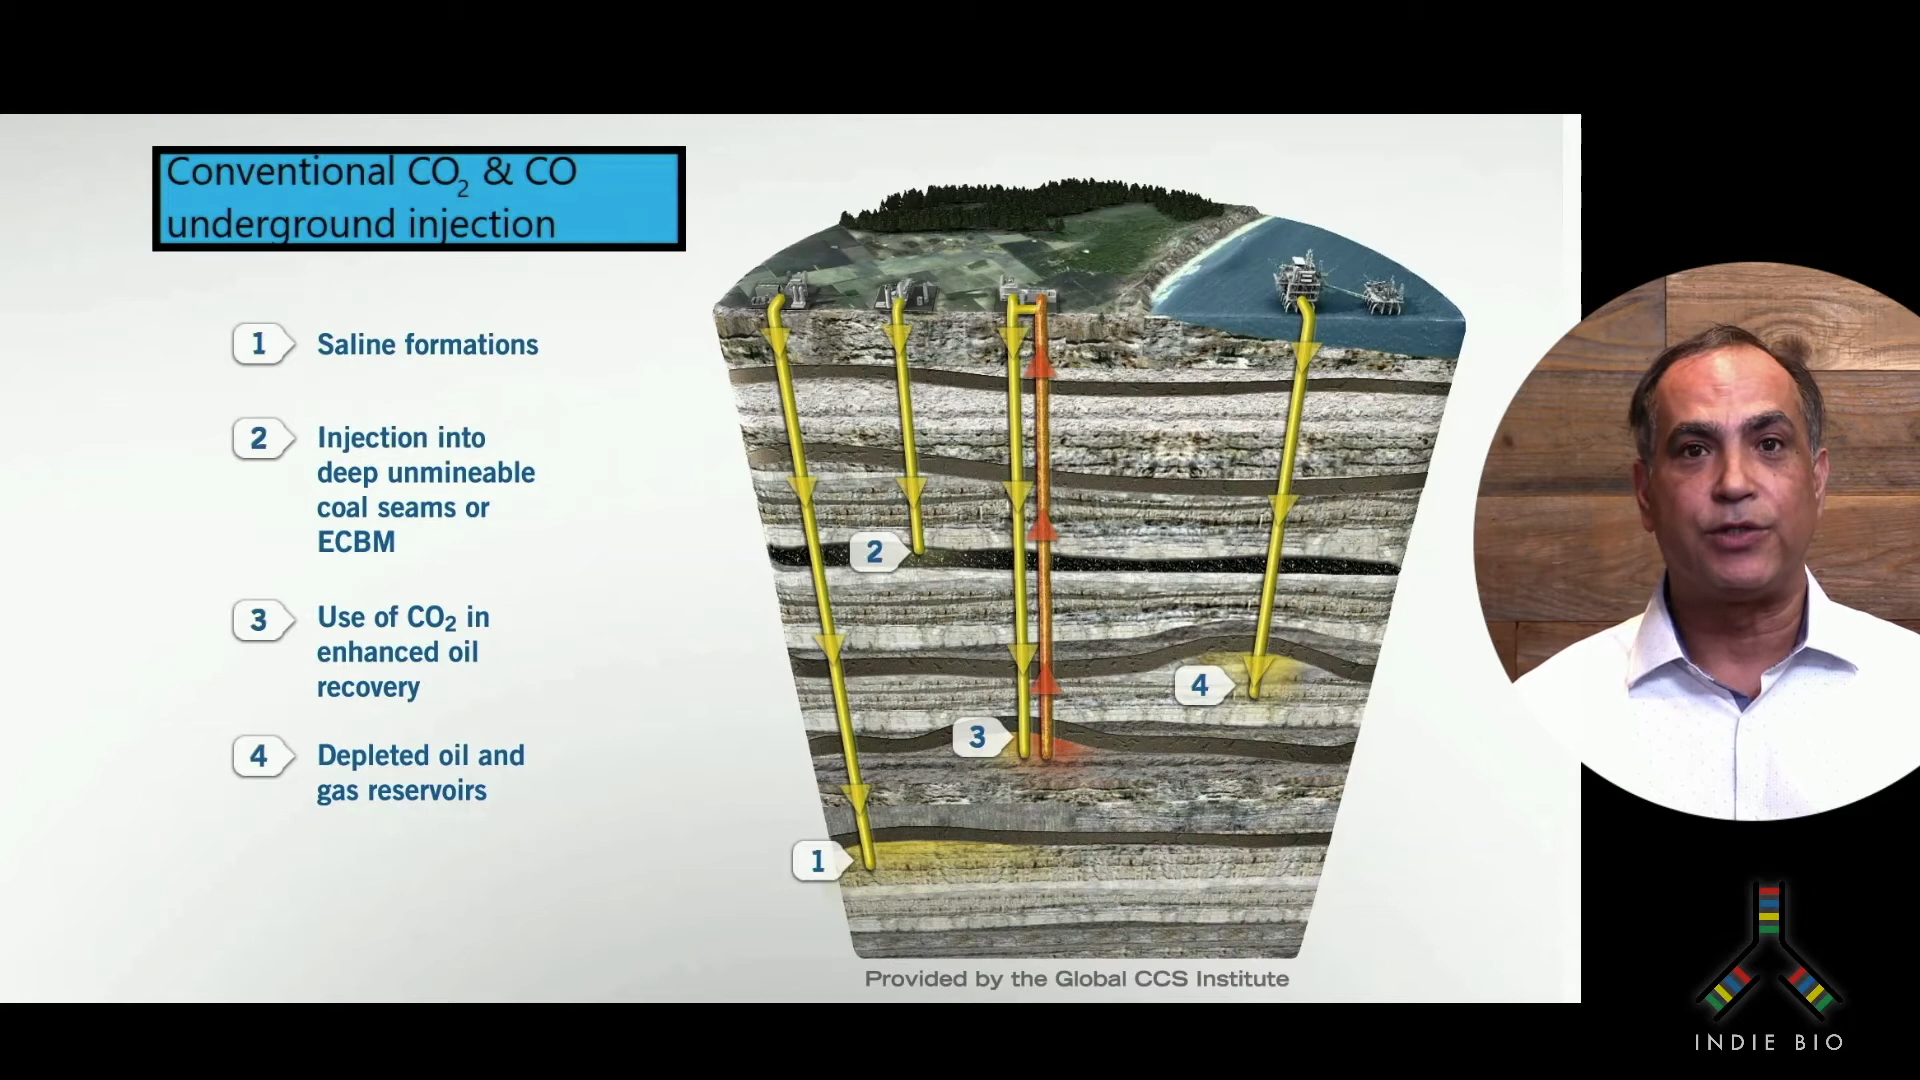 Conventional CO₂ & CO
underground injection
1 Saline formations
2 Injection into
deep unmineable
coal seams or
ECBM
3 Use of CO₂ in
enhanced oil
recovery
4 Depleted oil and
gas reservoirs
2
4
3
1
Provided by the Global CCS Institute
INDIE BIO